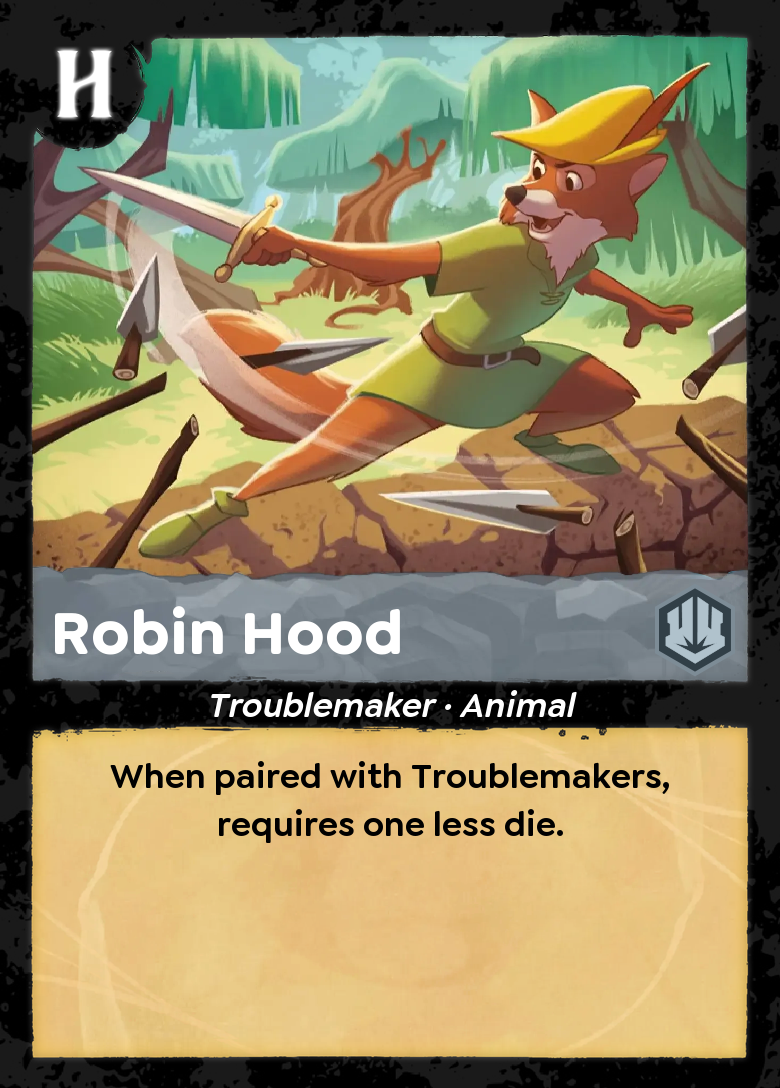 H
Robin Hood
Troublemaker · Animal
When paired with Troublemakers,
requires one less die.